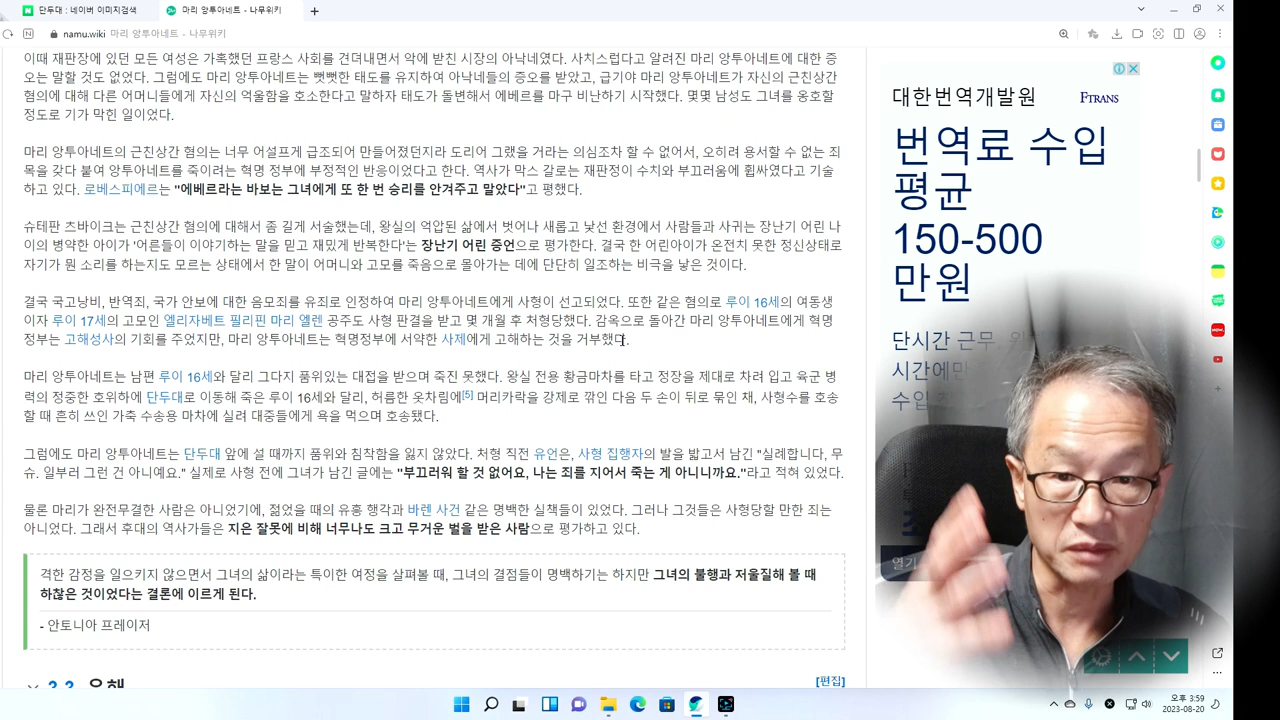 단두대 : 네이버 이미지검색
마리 앙투아네트 - 나무위키
namu.wiki 마리 앙투아네트 - 나무위키
이때 재판장에 있던 모든 여성은 가혹했던 프랑스 사회를 견뎌내면서 악에 받친 시장의 아낙네였다. 사치스럽다고 알려진 마리 앙투아네트에 대한 증
오는 말할 것도 없었다. 그럼에도 마리 앙투아네트는 뻣뻣한 태도를 유지하여 아낙네들의 증오를 받았고, 급기야 마리 앙투아네트가 자신의 근친상간
혐의에 대해 다른 어머니들에게 자신의 억울함을 호소한다고 말하자 태도가 돌변해서 에베르를 마구 비난하기 시작했다. 몇몇 남성도 그녀를 옹호할
정도로 기가 막힌 일이었다.
마리 앙투아네트의 근친상간 혐의는 너무 어설프게 급조되어 만들어졌던지라 도리어 그랬을 거라는 의심조차 할 수 없어서, 오히려 용서할 수 없는 죄
목을 갖다 붙여 앙투아네트를 죽이려는 혁명 정부에 부정적인 반응이었다고 한다. 역사가 막스 갈로는 재판정이 수치와 부끄러움에 휩싸였다고 기술
하고 있다. 로베스피에르는 "에베르라는 바보는 그녀에게 또 한 번 승리를 안겨주고 말았다"고 평했다.
슈테판 츠바이크는 근친상간 혐의에 대해서 좀 길게 서술했는데, 왕실의 억압된 삶에서 벗어나 새롭고 낯선 환경에서 사람들과 사귀는 장난기 어린 나
이의 병약한 아이가 '어른들이 이야기하는 말을 믿고 재밌게 반복한다'는 장난기 어린 증언으로 평가한다. 결국 한 어린아이가 온전치 못한 정신상태로
자기가 뭔 소리를 하는지도 모르는 상태에서 한 말이 어머니와 고모를 죽음으로 몰아가는 데에 단단히 일조하는 비극을 낳은 것이다.
결국 국고낭비, 반역죄, 국가 안보에 대한 음모죄를 유죄로 인정하여 마리 앙투아네트에게 사형이 선고되었다. 또한 같은 혐의로 루이 16세의 여동생
이자 루이 17세의 고모인 엘리자베트 필리핀 마리 엘렌 공주도 사형 판결을 받고 몇 개월 후 처형당했다. 감옥으로 돌아간 마리 앙투아네트에게 혁명
정부는 고해성사의 기회를 주었지만, 마리 앙투아네트는 혁명정부에 서약한 사제에게 고해하는 것을 거부했다.
마리 앙투아네트는 남편 루이 16세와 달리 그다지 품위있는 대접을 받으며 죽진 못했다. 왕실 전용 황금마차를 타고 정장을 제대로 차려 입고 육군 병
력의 정중한 호위하에 단두대로 이동해 죽은 루이 16세와 달리, 허름한 옷차림에[5] 머리카락을 강제로 깎인 다음 두 손이 뒤로 묶인 채, 사형수를 호송
할 때 흔히 쓰인 가축 수송용 마차에 실려 대중들에게 욕을 먹으며 호송됐다.
그럼에도 마리 앙투아네트는 단두대 앞에 설 때까지 품위와 침착함을 잃지 않았다. 처형 직전 유언은, 사형 집행자의 발을 밟고서 남긴 "실례합니다, 무
슈. 일부러 그런 건 아니예요." 실제로 사형 전에 그녀가 남긴 글에는 "부끄러워 할 것 없어요, 나는 죄를 지어서 죽는 게 아니니까요."라고 적혀 있었다.
물론 마리가 완전무결한 사람은 아니었기에, 젊었을 때의 유흥 행각과 바렌 사건 같은 명백한 실책들이 있었다. 그러나 그것들은 사형당할 만한 죄는
아니었다. 그래서 후대의 역사가들은 지은 잘못에 비해 너무나도 크고 무거운 벌을 받은 사람으로 평가하고 있다.
격한 감정을 일으키지 않으면서 그녀의 삶이라는 특이한 여정을 살펴볼 때, 그녀의 결점들이 명백하기는 하지만 그녀의 불행과 저울질해 볼 때
하찮은 것이었다는 결론에 이르게 된다.
- 안토니아 프레이저
[편집]
대한번역개발원 FTRANS
번역료 수입
평균
150-500
만원
단시간 근무
시간에
수입
열기
오후 3:59
2023-08-20